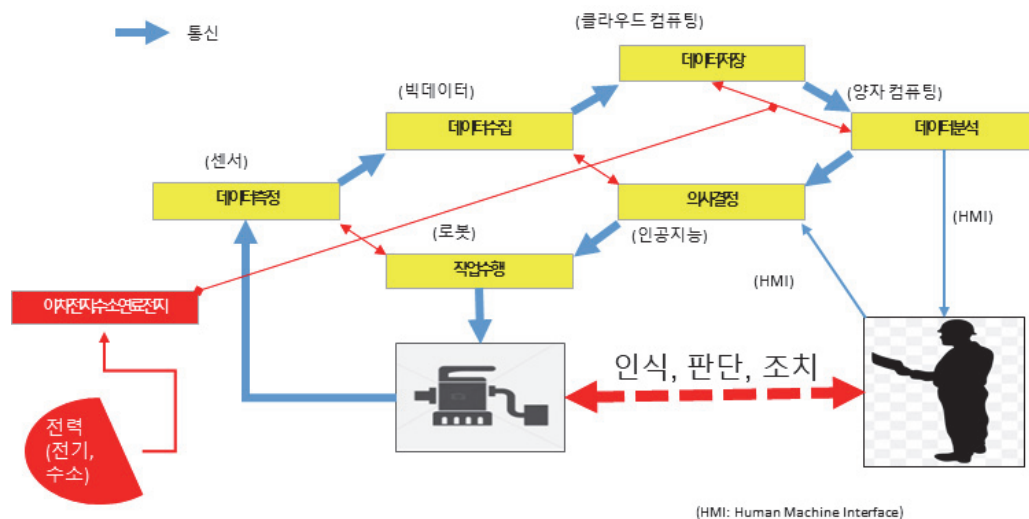 통신
(클라우드 컴퓨팅)
데이터저장
(빅데이터)
(양자 컴퓨팅)
데이터수집
데이터분석
(센서)
데이터측정
의사결정
(HMI)
(로봇)
(인공지능)
작업수행
(HMI)
이차전지수소연료전지
인식, 판단, 조치
전력
(전기,
수소)
(HMI: Human Machine Interface)